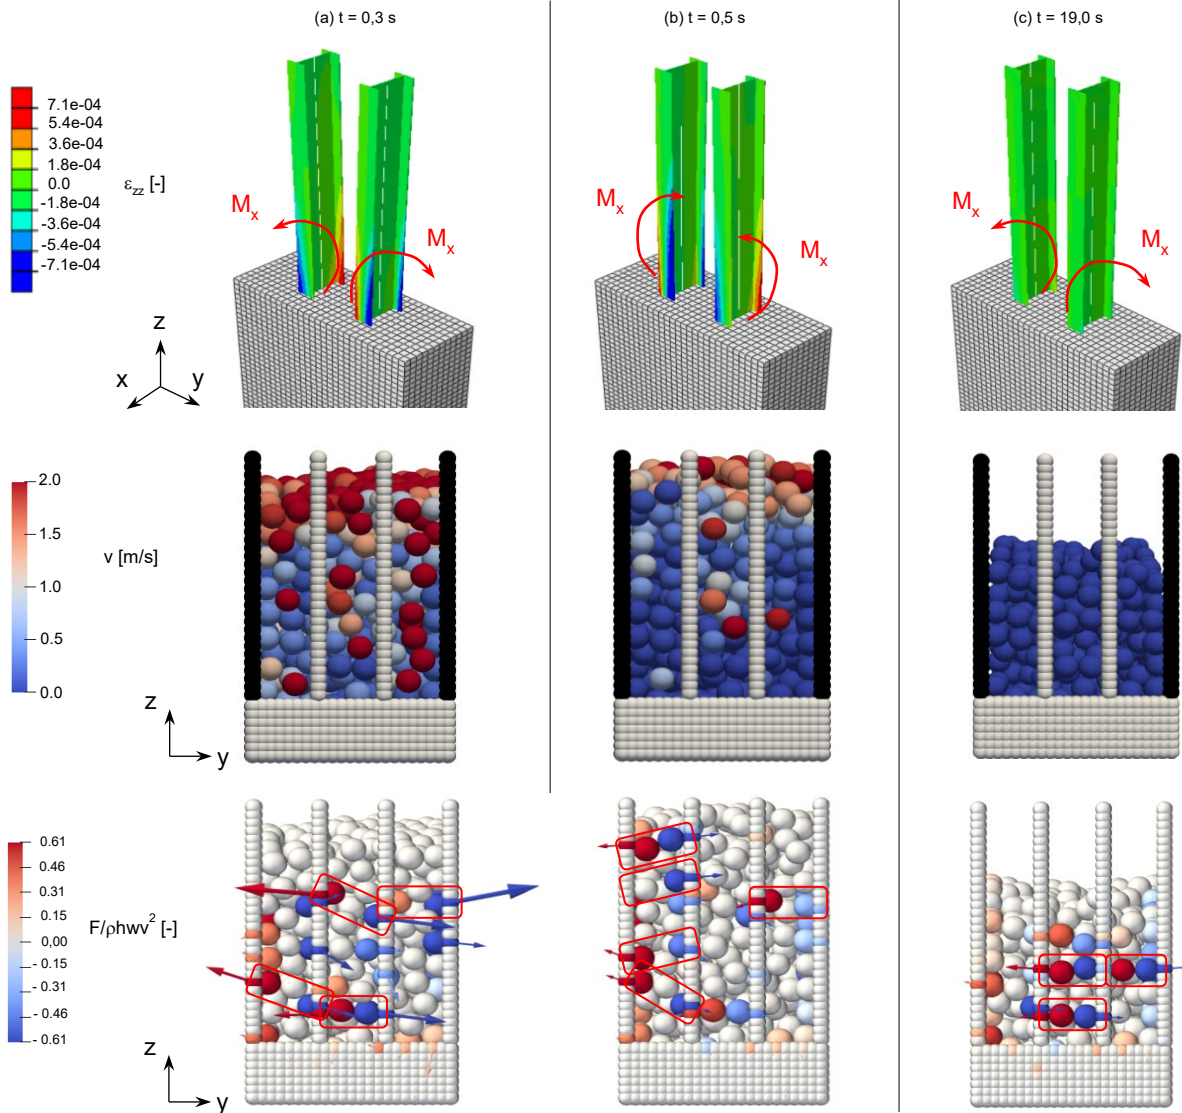 (a) t = 0,3 s
(b) t = 0,5 s
(c) t = 19,0 s
7.1e-04
5.4e-04
3.6e-04
1.8e-04
0.0
-1.8e-04
-3.6e-04
-5.4e-04
-7.1e-04
εzz [-]
Mx
Mx
Mx
Mx
Mx
Mx
z
x
y
2.0
1.5
1.0
0.5
0.0
v [m/s]
z
y
0.61
0.46
0.31
0.15
0,00
- 0.15
- 0.31
- 0.46
- 0.61
F/ρhwv² [-]
z
y